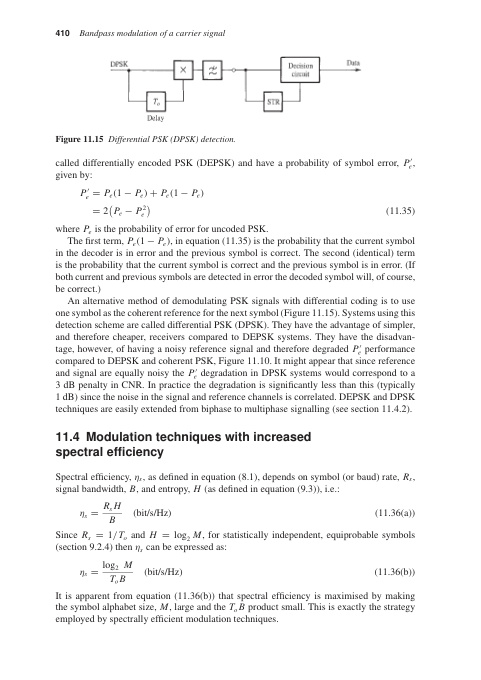 410 Bandpass modulation of a carrier signal
DPSK
×
Decision
circuit
Data
T_o
STR
Delay
Figure 11.15 Differential PSK (DPSK) detection.
called differentially encoded PSK (DEPSK) and have a probability of symbol error, P′_e,
given by:
P′_e = P_e(1 − P_e) + P_e(1 − P_e)
= 2(P_e − P_e^2) (11.35)
where P_e is the probability of error for uncoded PSK.
The first term, P_e(1 − P_e), in equation (11.35) is the probability that the current symbol
in the decoder is in error and the previous symbol is correct. The second (identical) term
is the probability that the current symbol is correct and the previous symbol is in error. (If
both current and previous symbols are detected in error the decoded symbol will, of course,
be correct.)
An alternative method of demodulating PSK signals with differential coding is to use
one symbol as the coherent reference for the next symbol (Figure 11.15). Systems using this
detection scheme are called differential PSK (DPSK). They have the advantage of simpler,
and therefore cheaper, receivers compared to DEPSK systems. They have the disadvan-
tage, however, of having a noisy reference signal and therefore degraded P′_e performance
compared to DEPSK and coherent PSK, Figure 11.10. It might appear that since reference
and signal are equally noisy the P′_e degradation in DPSK systems would correspond to a
3 dB penalty in CNR. In practice the degradation is significantly less than this (typically
1 dB) since the noise in the signal and reference channels is correlated. DEPSK and DPSK
techniques are easily extended from biphase to multiphase signalling (see section 11.4.2).
11.4 Modulation techniques with increased
spectral efficiency
Spectral efficiency, η_s, as defined in equation (8.1), depends on symbol (or baud) rate, R_s,
signal bandwidth, B, and entropy, H (as defined in equation (9.3)), i.e.:
η_s = R_s H / B (bit/s/Hz) (11.36(a))
Since R_s = 1/T_o and H = log_2 M, for statistically independent, equiprobable symbols
(section 9.2.4) then η_s can be expressed as:
η_s = log_2 M / T_o B (bit/s/Hz) (11.36(b))
It is apparent from equation (11.36(b)) that spectral efficiency is maximised by making
the symbol alphabet size, M, large and the T_o B product small. This is exactly the strategy
employed by spectrally efficient modulation techniques.